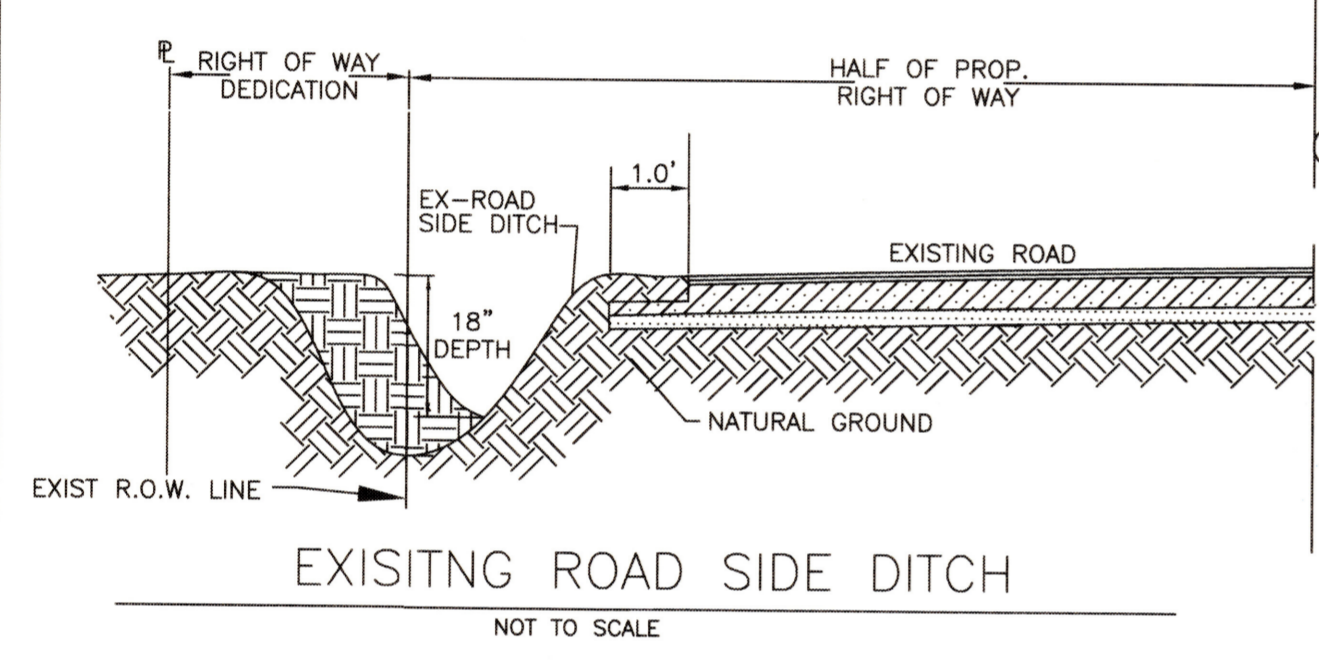 PL
RIGHT OF WAY
DEDICATION
HALF OF PROP.
RIGHT OF WAY
1.0'
EX-ROAD
SIDE DITCH
EXISTING ROAD
18"
DEPTH
NATURAL GROUND
EXIST R.O.W. LINE
EXISITNG ROAD SIDE DITCH
NOT TO SCALE